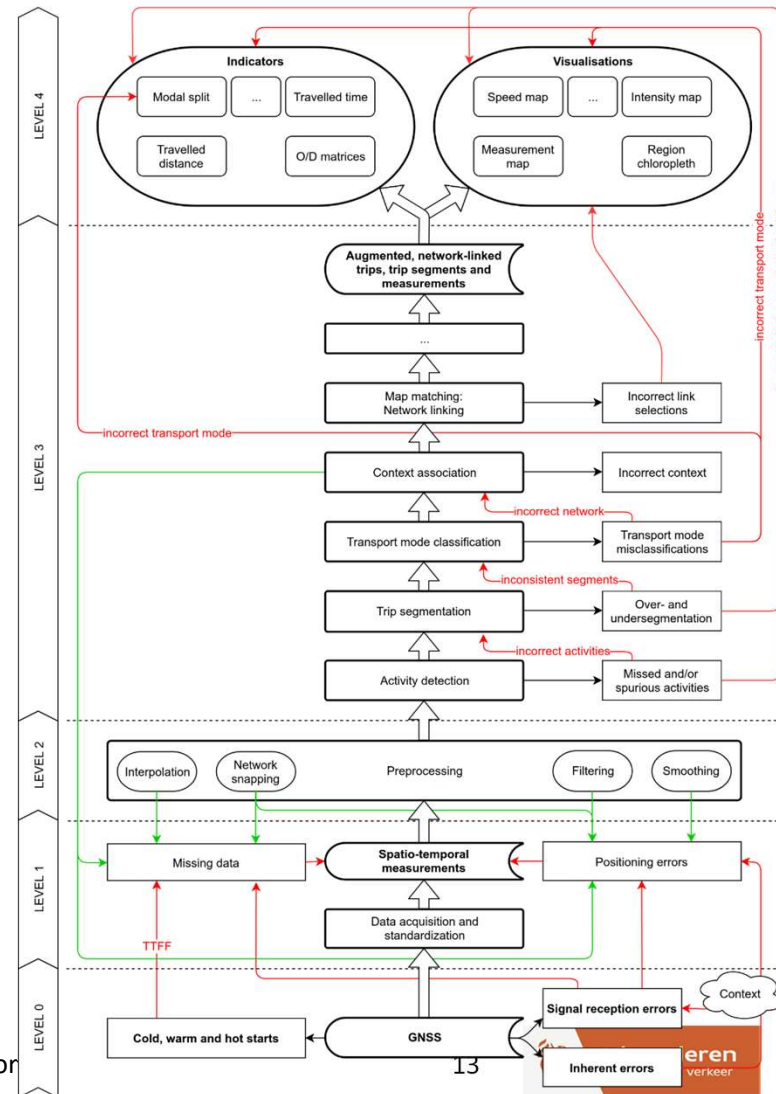 LEVEL 4
Indicators
Modal split
...
Travelled time
Travelled
distance
O/D matrices
Visualisations
Speed map
...
Intensity map
Measurement
map
Region
chloropleth
LEVEL 3
Augmented, network-linked
trips, trip segments and
measurements
...
Map matching:
Network linking
Incorrect link
selections
incorrect transport mode
incorrect transport mode
Context association
Incorrect context
incorrect network
Transport mode classification
Transport mode
misclassifications
inconsistent segments
Trip segmentation
Over- and
undersegmentation
incorrect activities
Activity detection
Missed and/or
spurious activities
LEVEL 2
Interpolation
Network
snapping
Preprocessing
Filtering
Smoothing
LEVEL 1
Missing data
Spatio-temporal
measurements
Positioning errors
Data acquisition and
standardization
TTFF
LEVEL 0
Cold, warm and hot starts
GNSS
Signal reception errors
Context
Inherent errors
13
eren
verkeer